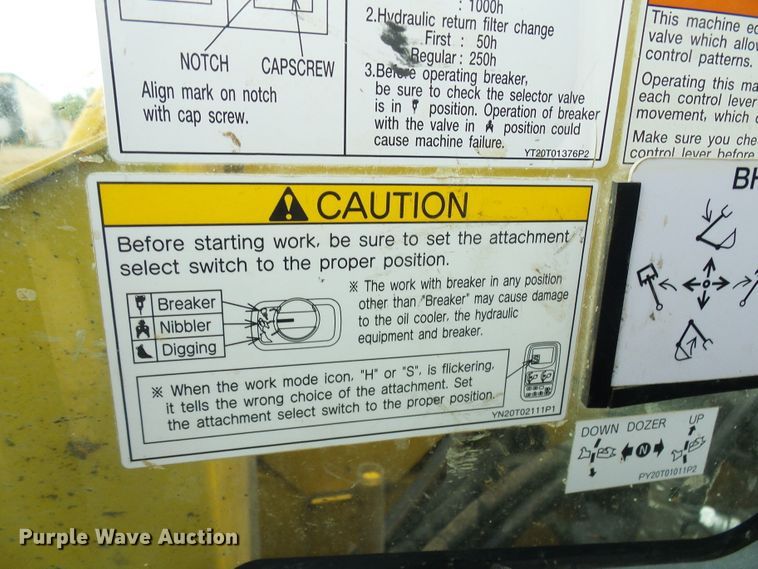 NOTCH CAPSCREW
Align mark on notch
with cap screw.
: 1000h
2.Hydraulic return filter change
First : 50h
Regular : 250h
3.Before operating breaker,
be sure to check the selector valve
is in position. Operation of breaker
with the valve in position could
cause machine failure.
YT20T01376P2
This machine
valve which
control patterns.
Operating this
each control lever
movement, which
Make sure you
control lever before
CAUTION
Before starting work, be sure to set the attachment
select switch to the proper position.
Breaker
Nibbler
Digging
※ The work with breaker in any position
other than "Breaker" may cause damage
to the oil cooler, the hydraulic
equipment and breaker.
※ When the work mode icon, "H" or "S", is flickering,
it tells the wrong choice of the attachment. Set
the attachment select switch to the proper position.
YN20T02111P1
BH
DOWN DOZER UP
N
PY20T01011P2
Purple Wave Auction